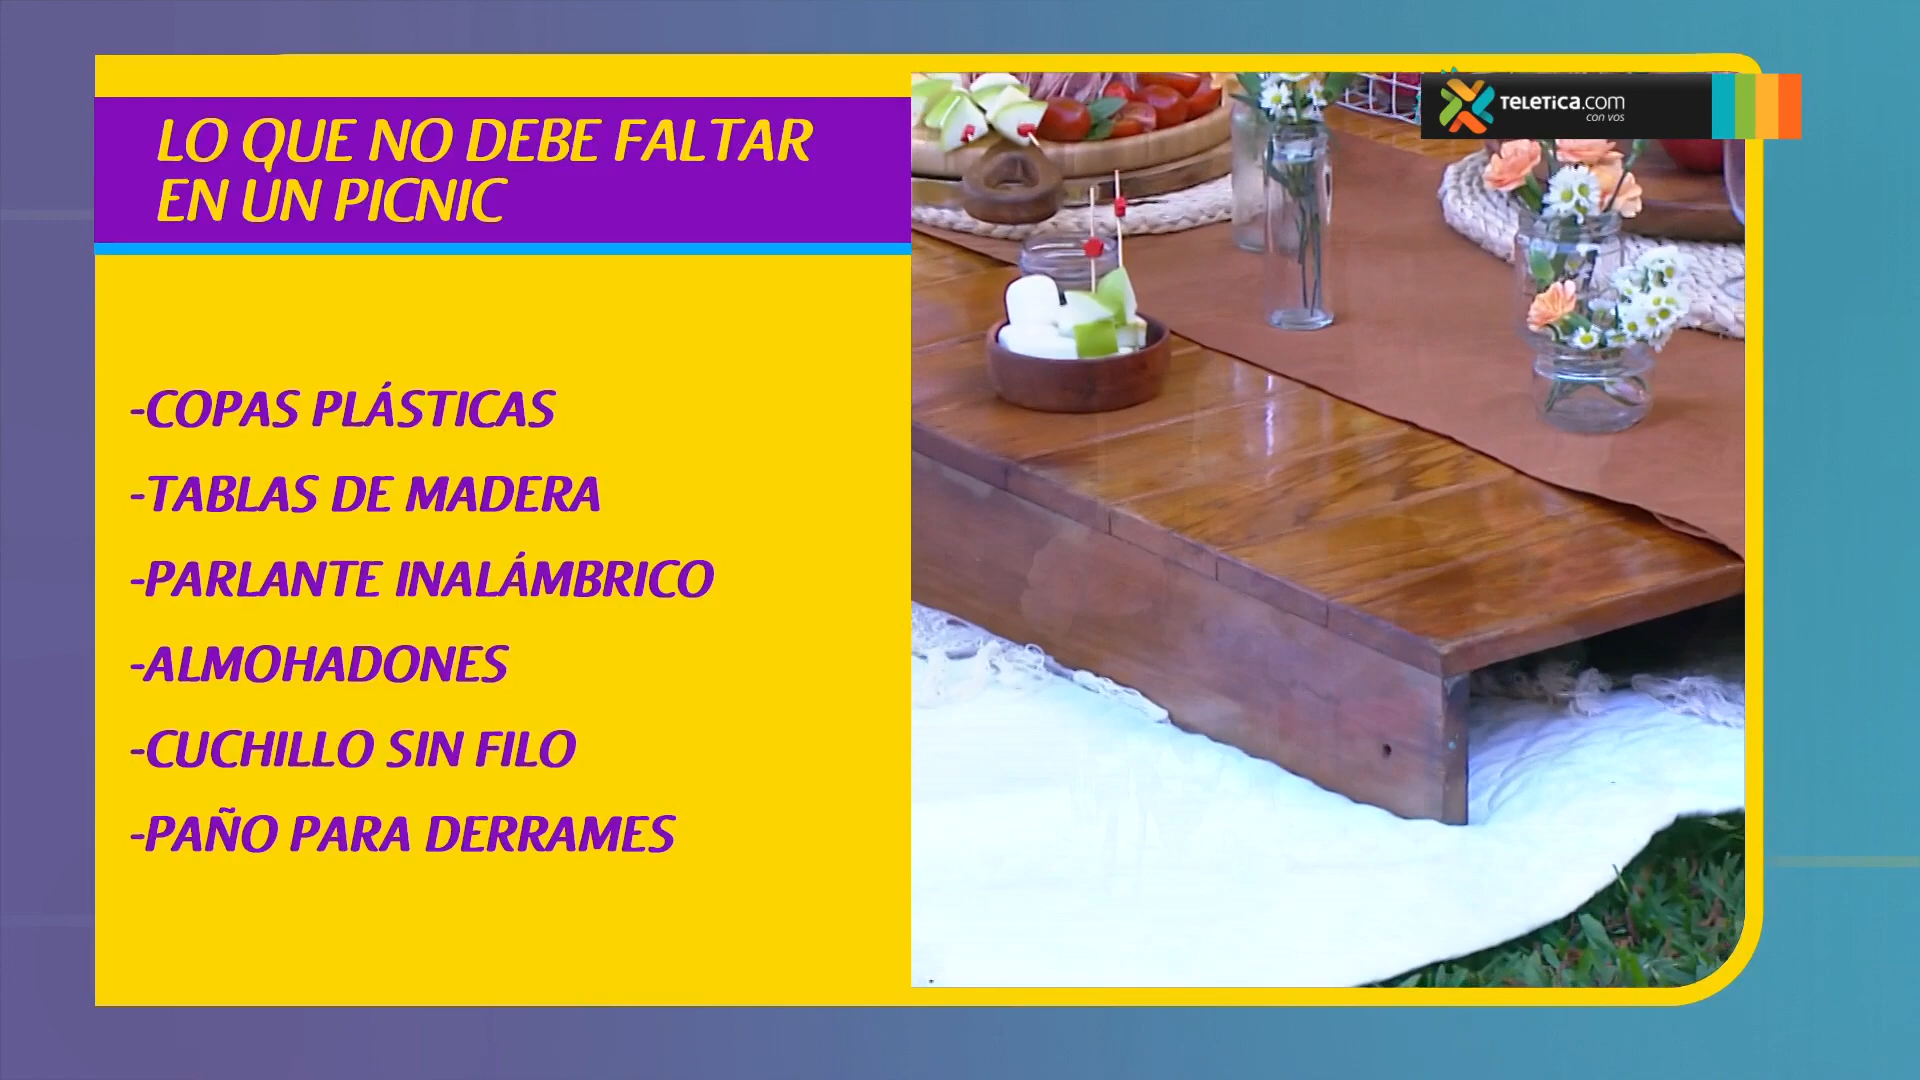 LO QUE NO DEBE FALTAR
EN UN PICNIC
-COPAS PLÁSTICAS
-TABLAS DE MADERA
-PARLANTE INALÁMBRICO
-ALMOHADONES
-CUCHILLO SIN FILO
-PAÑO PARA DERRAMES
TELETICA.COM
con vos